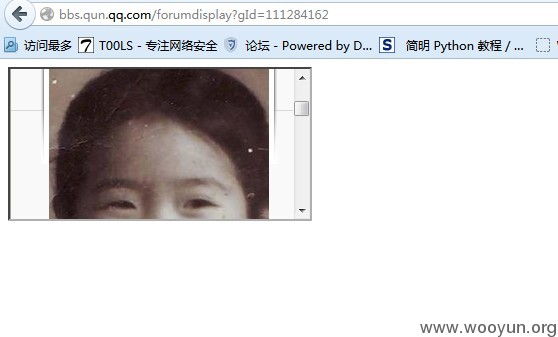 bbs.qun.qq.com/forumdisplay?gId=111284162
访问最多 T00LS - 专注网络安全 论坛 - Powered by D... S 简明 Python 教程 / ...
www.wooyun.org